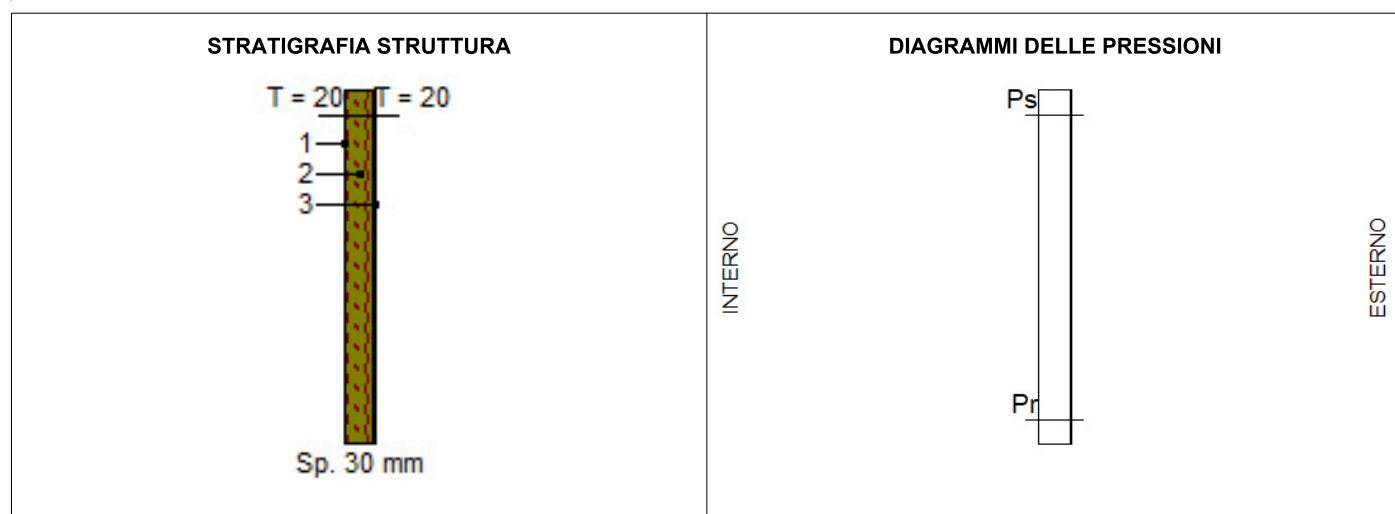 STRATIGRAFIA STRUTTURA
T = 20 T = 20
1
2
3
Sp. 30 mm
DIAGRAMMI DELLE PRESSIONI
Ps
Pr
INTERNO
ESTERNO